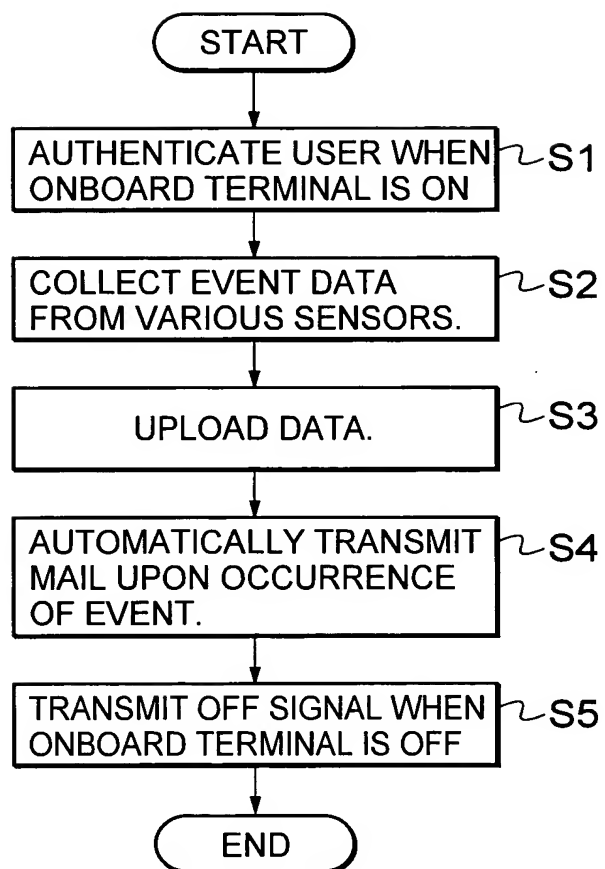 START
AUTHENTICATE USER WHEN
ONBOARD TERMINAL IS ON
S1
COLLECT EVENT DATA
FROM VARIOUS SENSORS.
S2
UPLOAD DATA.
S3
AUTOMATICALLY TRANSMIT
MAIL UPON OCCURRENCE
OF EVENT.
S4
TRANSMIT OFF SIGNAL WHEN
ONBOARD TERMINAL IS OFF
S5
END